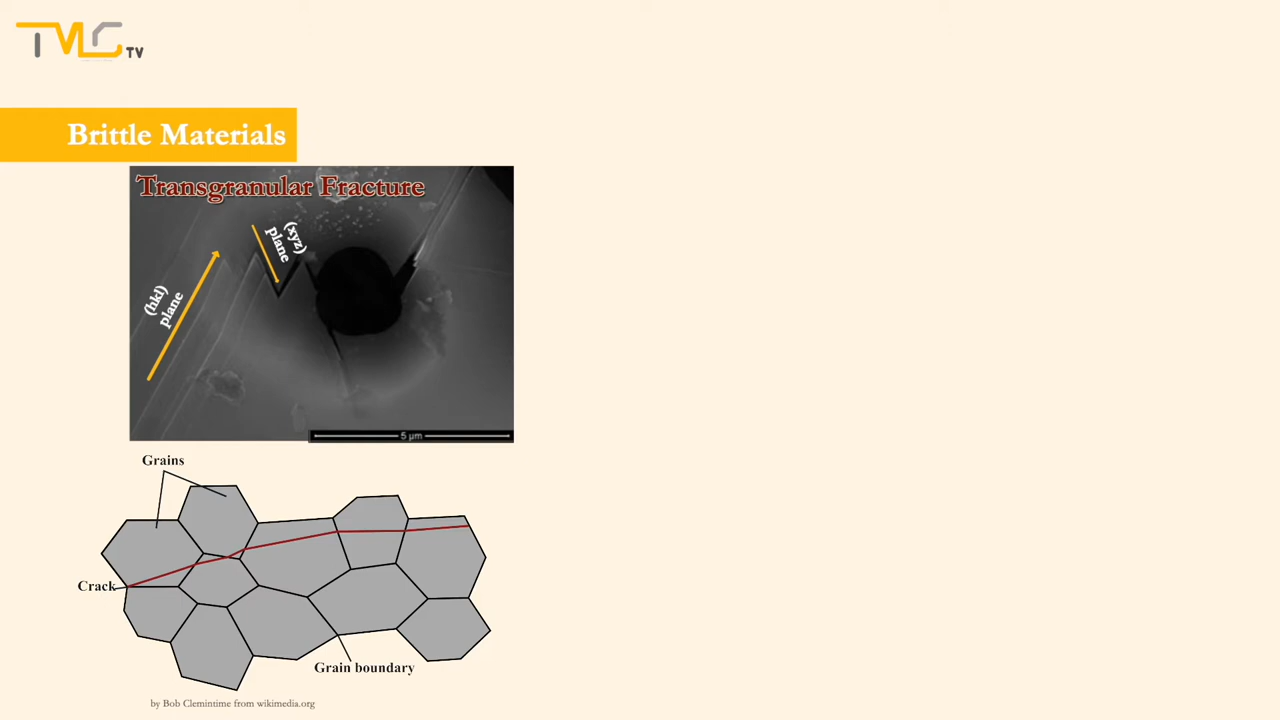 TMC TV
Brittle Materials
Transgranular Fracture
(hkl)
plane
(xyz)
plane
5 µm
Grains
Crack
Grain boundary
by Bob Clemintime from wikimedia.org